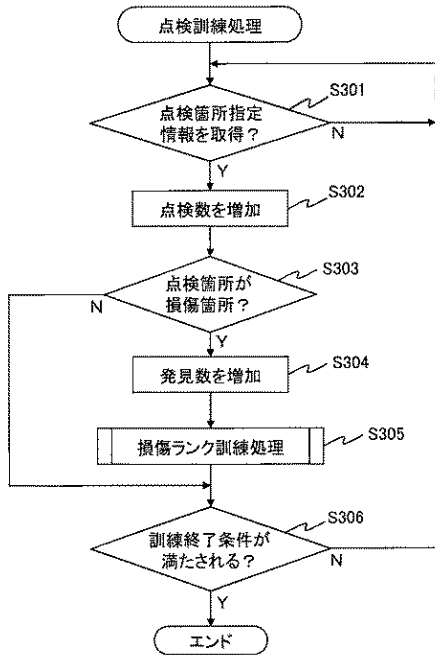 点検訓練処理
S301
点検箇所指定
情報を取得？
N
Y
S302
点検数を増加
S303
点検箇所が
損傷箇所？
N
Y
S304
発見数を増加
S305
損傷ランク訓練処理
S306
訓練終了条件が
満たされる？
N
Y
エンド